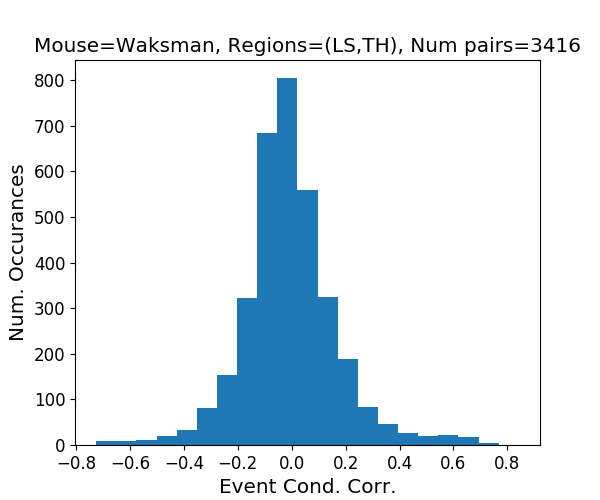 Mouse=Waksman, Regions=(LS,TH), Num pairs=3416
Num. Occurances
800
700
600
500
400
300
200
100
0
−0.8 −0.6 −0.4 −0.2 0.0 0.2 0.4 0.6 0.8
Event Cond. Corr.